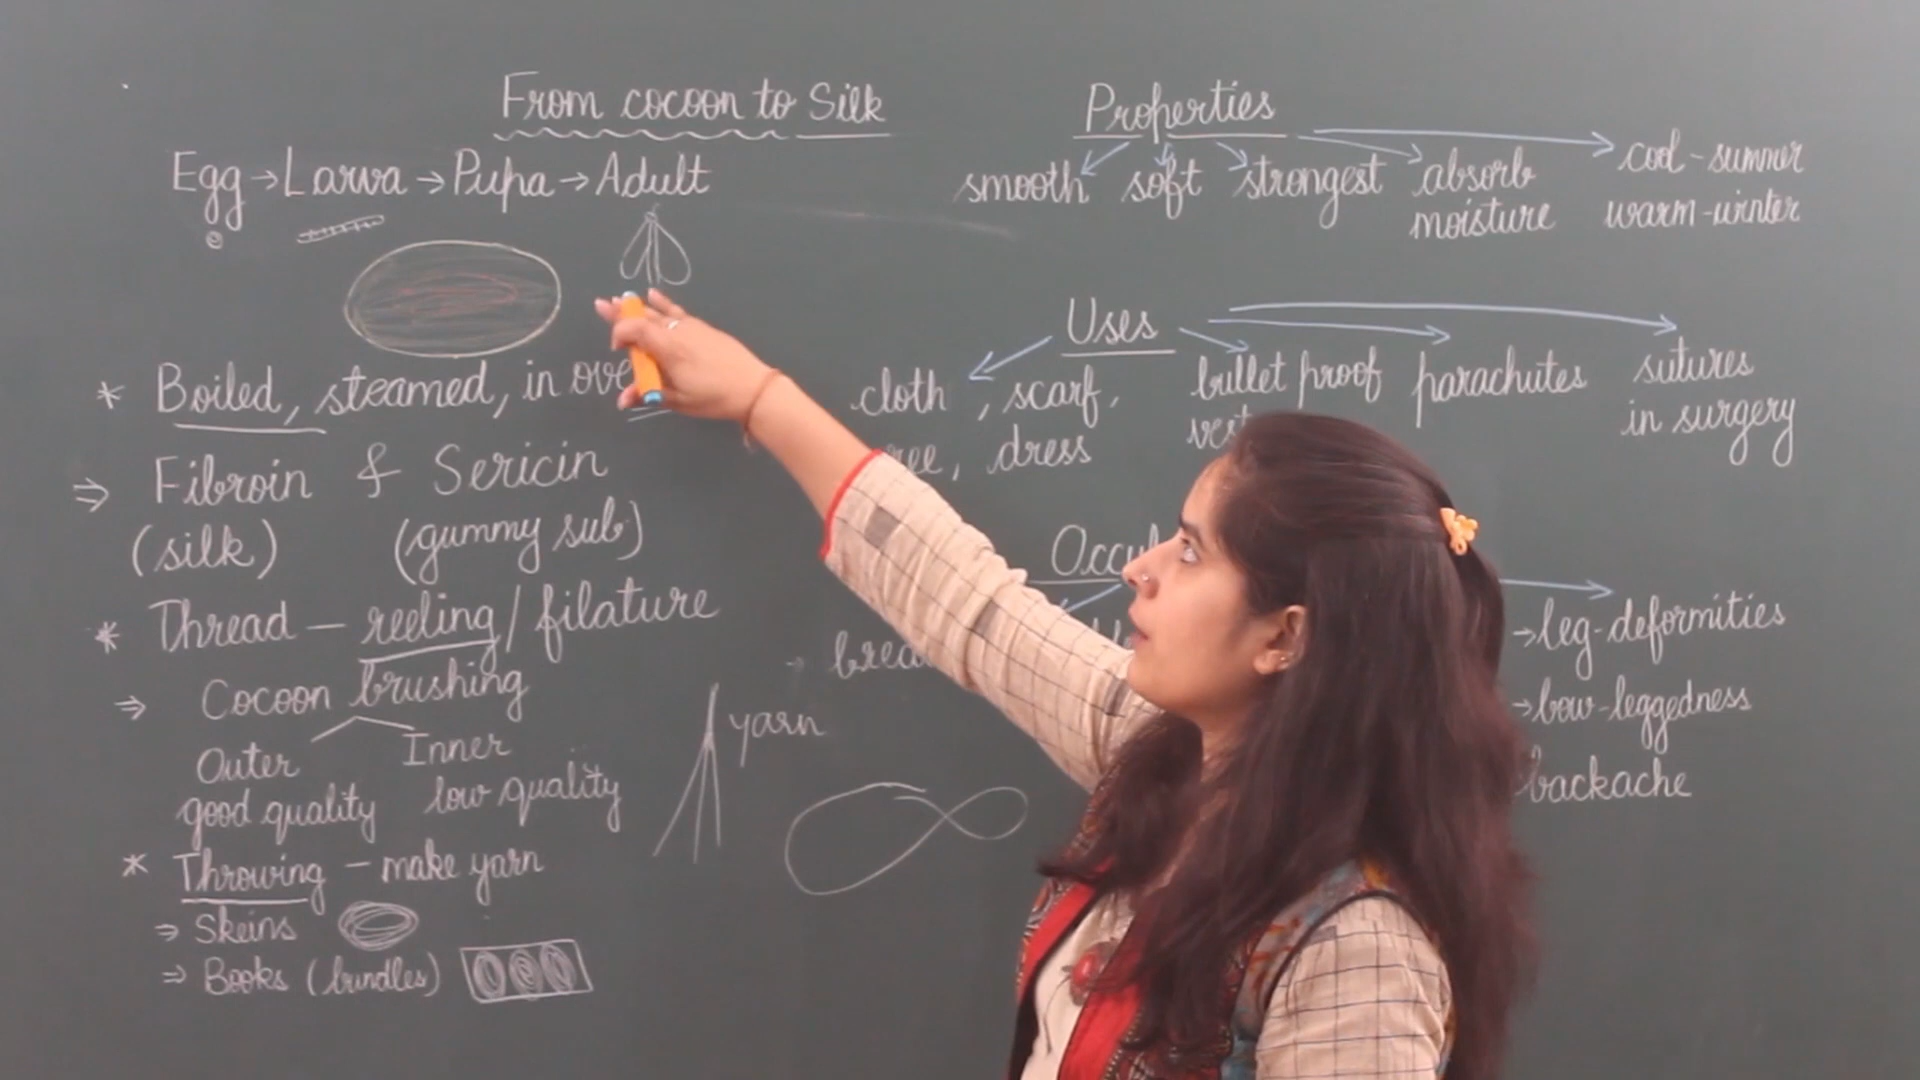 From cocoon to Silk
Egg → Larva → Pupa → Adult
* Boiled, steamed, in ove
⇒ Fibroin & Sericin
(silk) (gummy sub)
* Thread – reeling / filature
⇒ Cocoon brushing
Outer Inner
good quality low quality
* Throwing – make yarn
⇒ Skeins
⇒ Books (bundles)
yarn
Properties
smooth soft strongest absorb moisture cool - summer
warm - winter
Uses
cloth, scarf, bullet proof parachutes sutures
dress in surgery
→ leg-deformities
→ bow-leggedness
backache